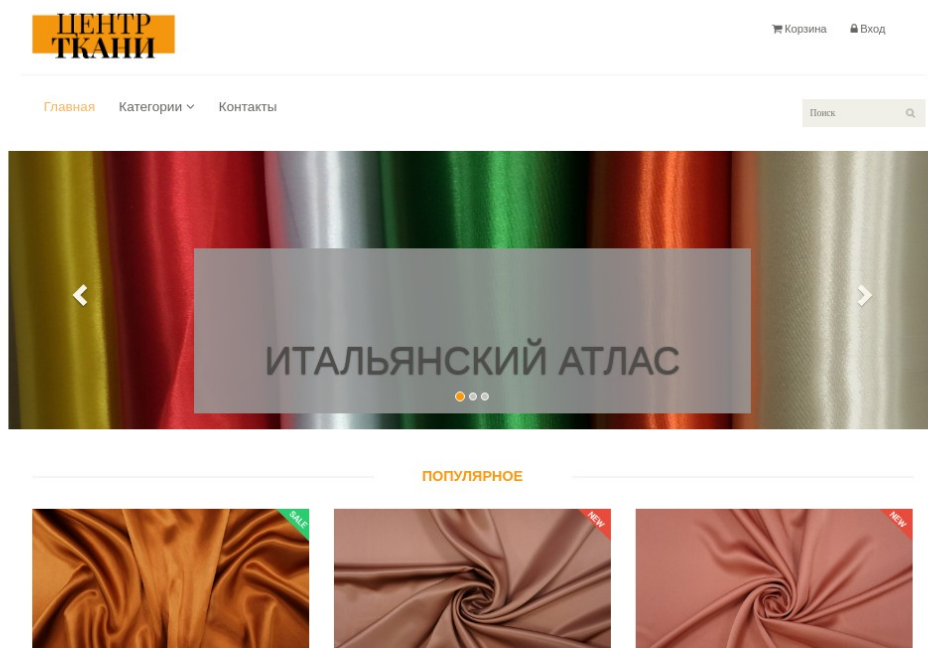 ЦЕНТР
ТКАНИ
Корзина
Вход
Главная
Категории
Контакты
Поиск
ИТАЛЬЯНСКИЙ АТЛАС
ПОПУЛЯРНОЕ
SALE
NEW
NEW